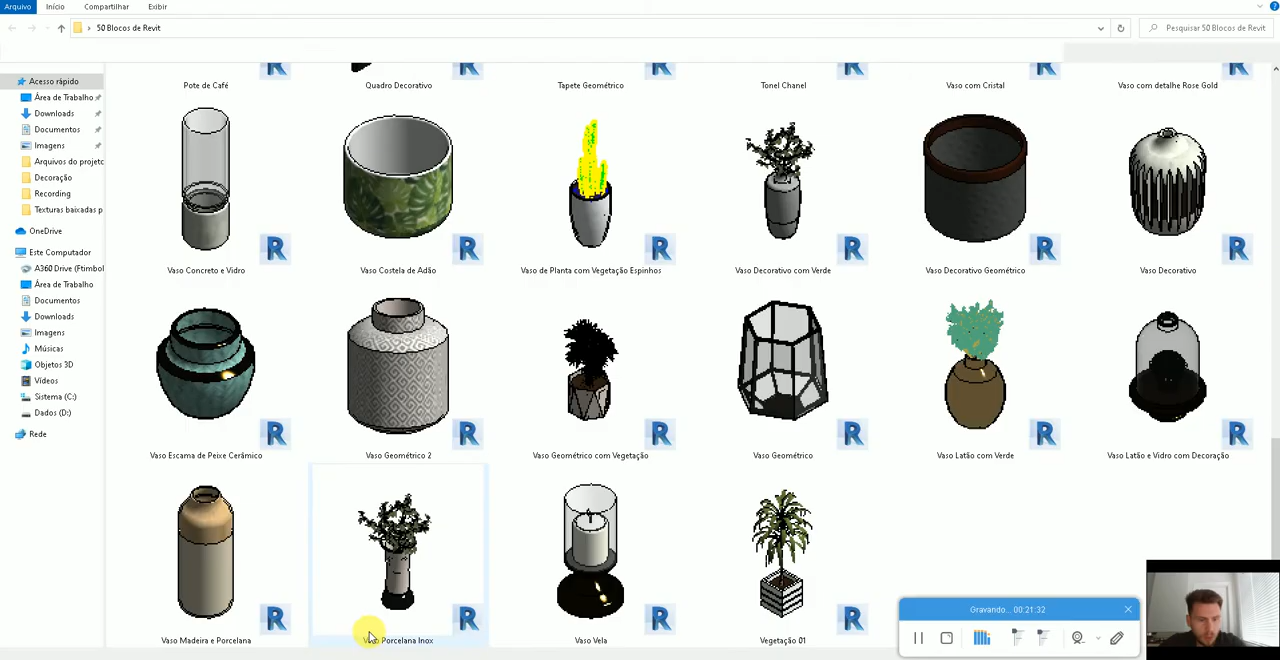 Arquivo Início Compartilhar Exibir
50 Blocos de Revit
Pesquisar 50 Blocos de Revit
Acesso rápido
Área de Trabalho
Downloads
Documentos
Imagens
Arquivos do projeto
Decoração
Recording
Texturas baixadas p
OneDrive
Este Computador
A360 Drive (Ftimbol
Área de Trabalho
Documentos
Downloads
Imagens
Músicas
Objetos 3D
Vídeos
Sistema (C:)
Dados (D:)
Rede
Pote de Café Quadro Decorativo Tapete Geométrico Tonel Chanel Vaso com Cristal Vaso com detalhe Rose Gold
Vaso Concreto e Vidro Vaso Costela de Adão Vaso de Planta com Vegetação Espinhos Vaso Decorativo com Verde Vaso Decorativo Geométrico Vaso Decorativo
Vaso Escama de Peixe Cerâmico Vaso Geométrico 2 Vaso Geométrico com Vegetação Vaso Geométrico Vaso Latão com Verde Vaso Latão e Vidro com Decoração
Vaso Madeira e Porcelana Vaso Porcelana Inox Vaso Vela Vegetação 01
Gravando... 00:21:32